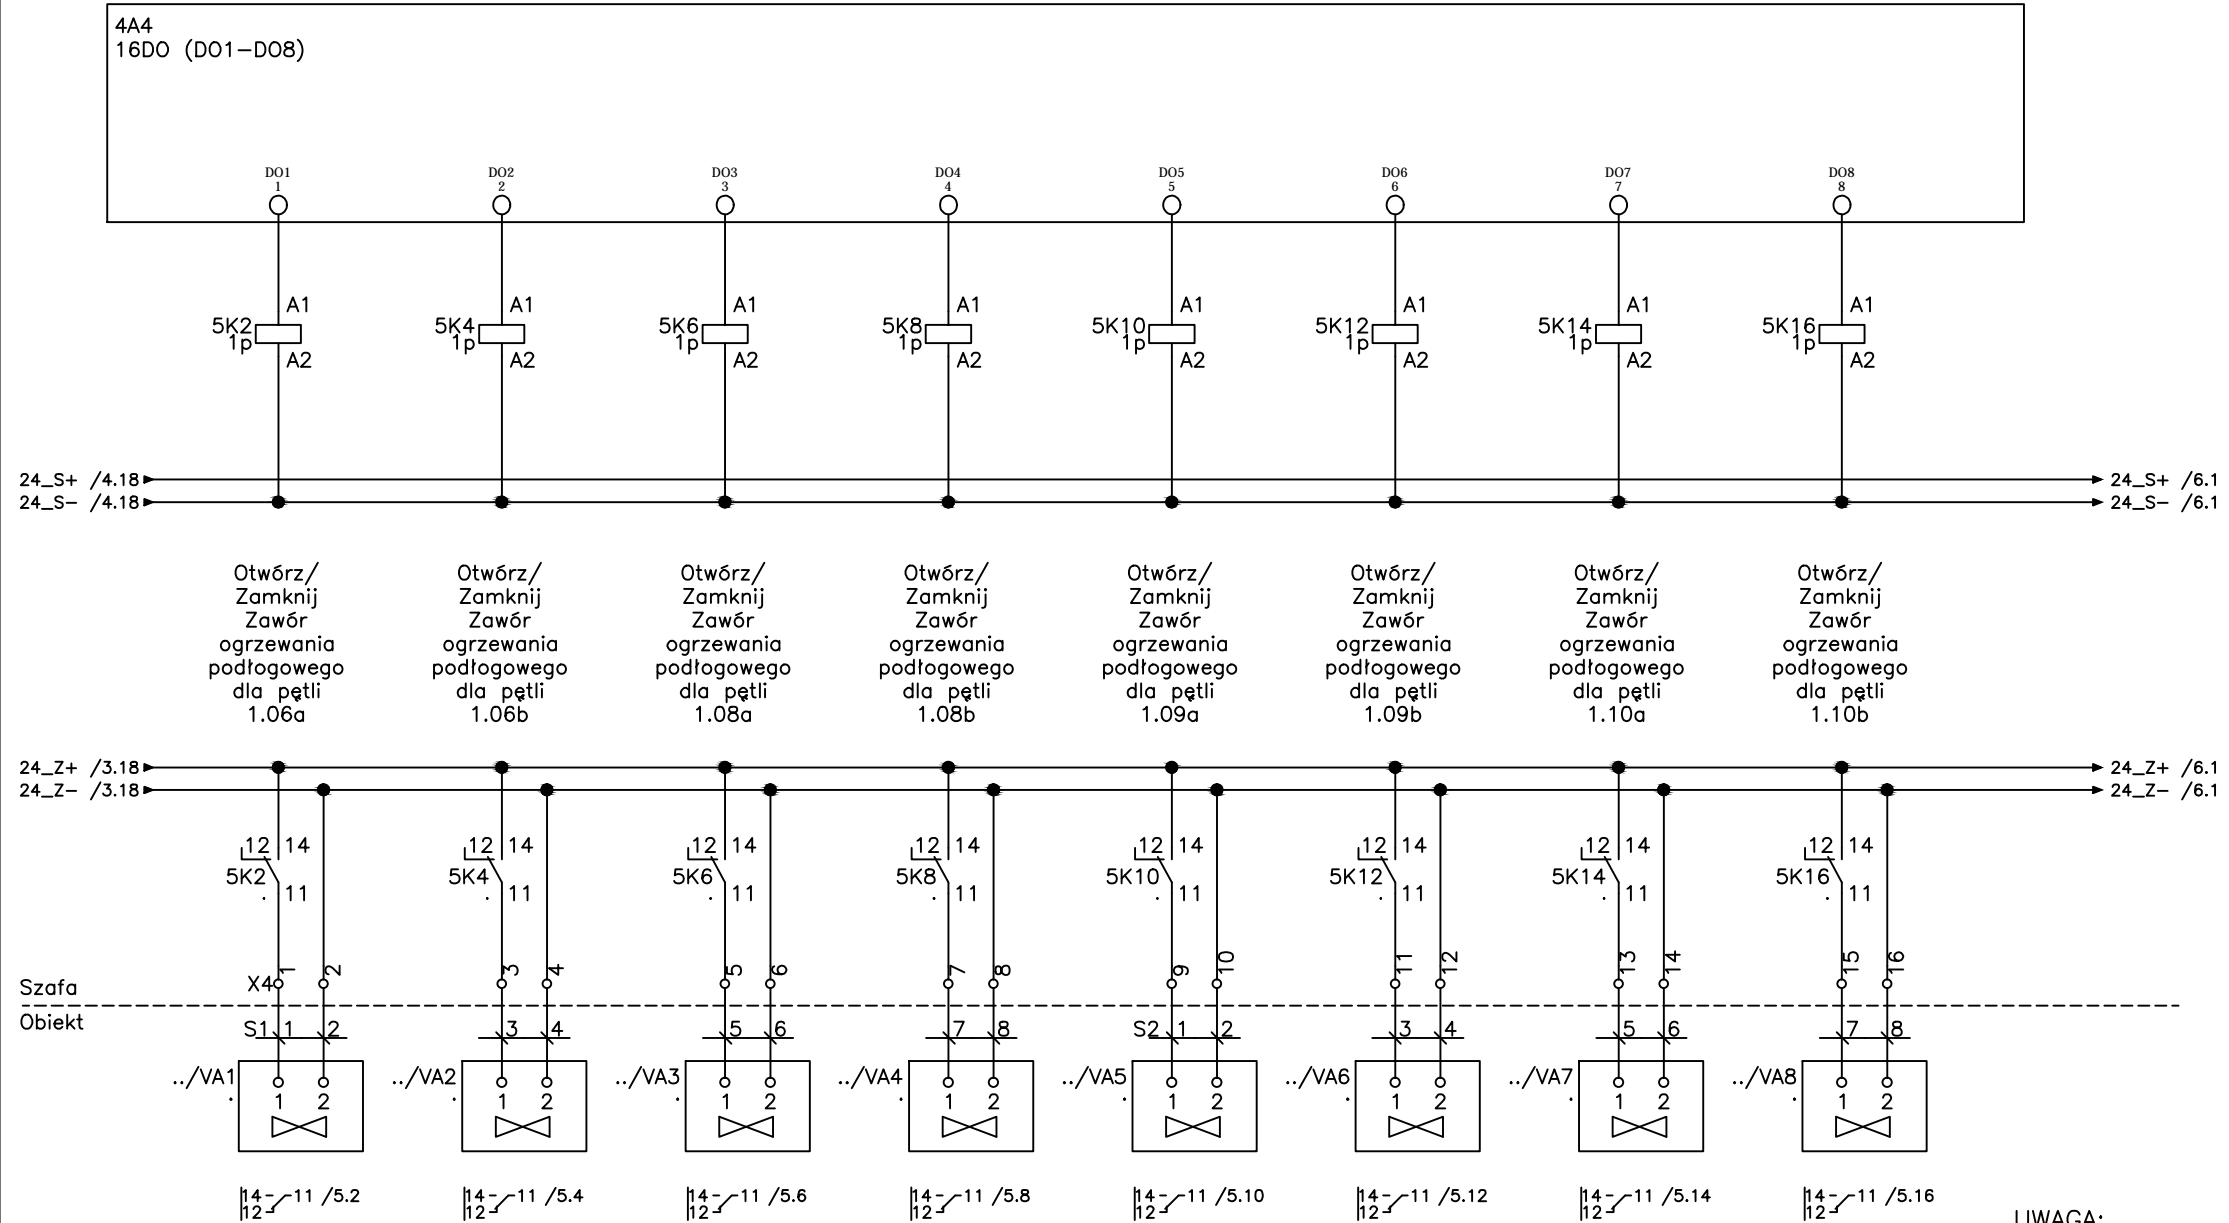 4A4
16DO (DO1-DO8)
DO1 DO2 DO3 DO4 DO5 DO6 DO7 DO8
1 2 3 4 5 6 7 8
A1 A1 A1 A1 A1 A1 A1 A1
5K2 5K4 5K6 5K8 5K10 5K12 5K14 5K16
1p 1p 1p 1p 1p 1p 1p 1p
A2 A2 A2 A2 A2 A2 A2 A2
24_S+ /4.18 24_S+ /6.1
24_S- /4.18 24_S- /6.1
Otwórz/ Otwórz/ Otwórz/ Otwórz/ Otwórz/ Otwórz/ Otwórz/ Otwórz/
Zamknij Zamknij Zamknij Zamknij Zamknij Zamknij Zamknij Zamknij
Zawór Zawór Zawór Zawór Zawór Zawór Zawór Zawór
ogrzewania ogrzewania ogrzewania ogrzewania ogrzewania ogrzewania ogrzewania ogrzewania
podłogowego podłogowego podłogowego podłogowego podłogowego podłogowego podłogowego podłogowego
dla pętli dla pętli dla pętli dla pętli dla pętli dla pętli dla pętli dla pętli
1.06a 1.06b 1.08a 1.08b 1.09a 1.09b 1.10a 1.10b
24_Z+ /3.18 24_Z+ /6.1
24_Z- /3.18 24_Z- /6.1
12 14 12 14 12 14 12 14 12 14 12 14 12 14 12 14
5K2 5K4 5K6 5K8 5K10 5K12 5K14 5K16
. 11 . 11 . 11 . 11 . 11 . 11 . 11 . 11
1 2 3 4 5 6 7 8 9 10 11 12 13 14 15 16
Szafa X4
Obiekt
S1 1 2 3 4 5 6 7 8 S2 1 2 3 4 5 6 7 8
../VA1 ../VA2 ../VA3 ../VA4 ../VA5 ../VA6 ../VA7 ../VA8
. 1 2 . 1 2 . 1 2 . 1 2 . 1 2 . 1 2 . 1 2 . 1 2
14 11 /5.2 14 11 /5.4 14 11 /5.6 14 11 /5.8 14 11 /5.10 14 11 /5.12 14 11 /5.14 14 11 /5.16
12 12 12 12 12 12 12 12
UWAGA: